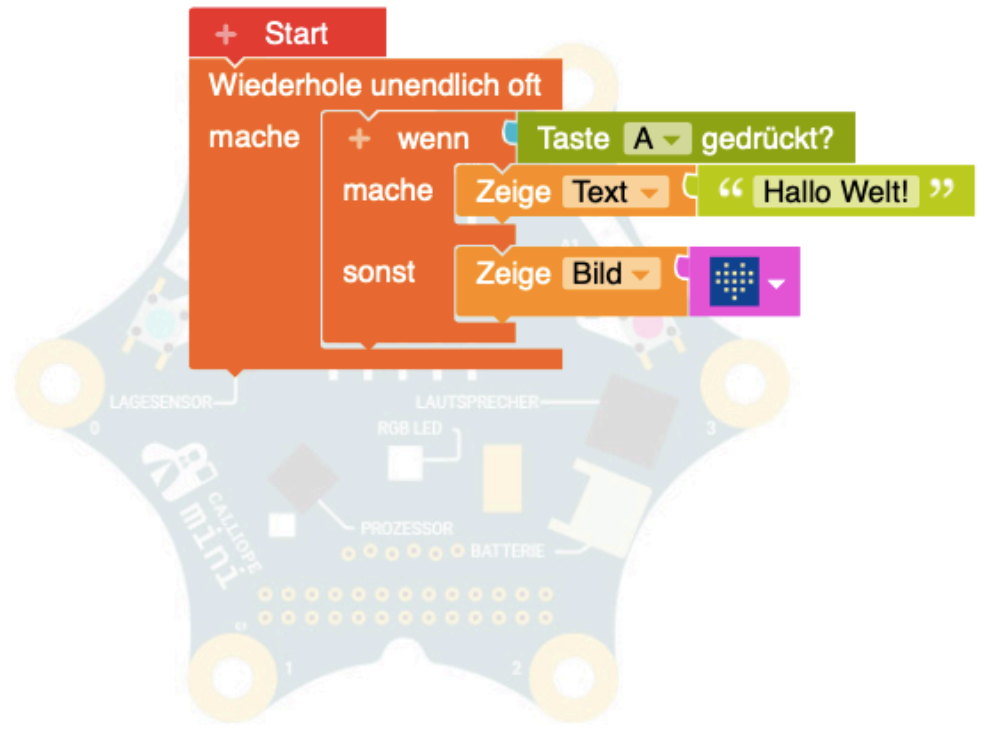 + Start
Wiederhole unendlich oft
mache + wenn Taste A gedrückt?
mache Zeige Text “ Hallo Welt! ”
sonst Zeige Bild
LAGESENSOR
LAUTSPRECHER
0
RGB LED
3
CALLIOPE
mini
PROZESSOR
BATTERIE
1
2